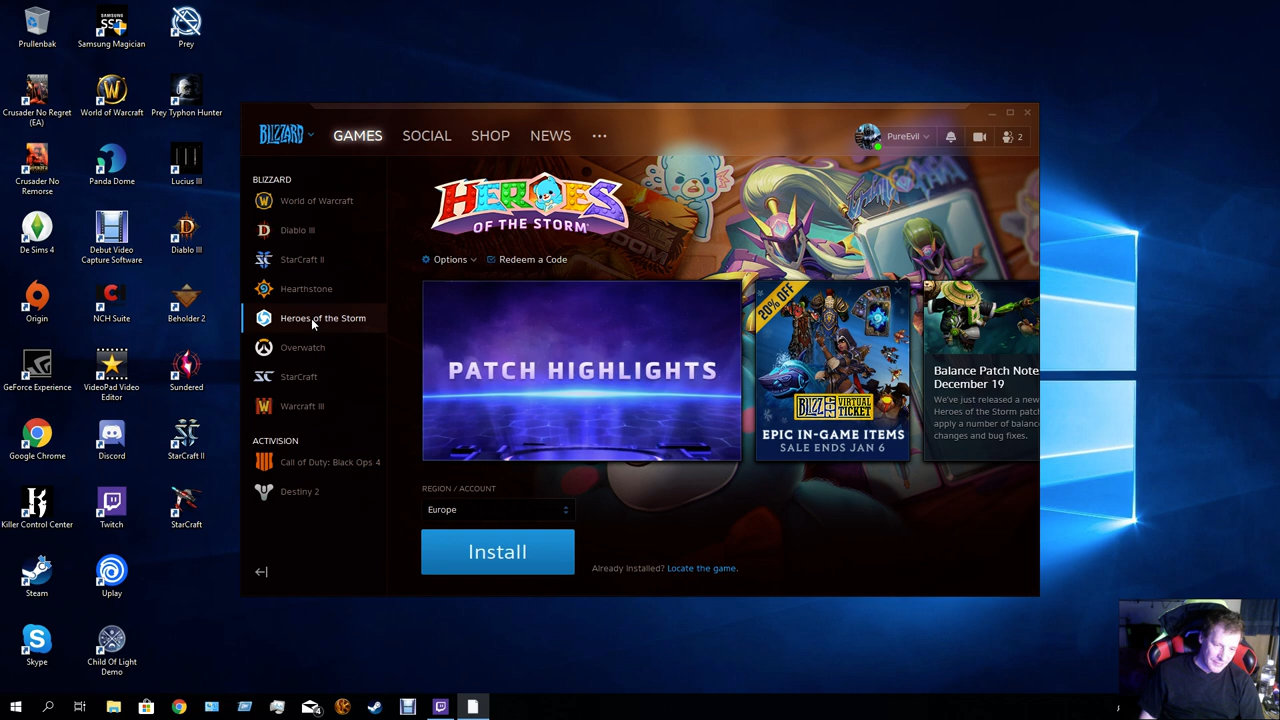 Prullenbak
Samsung Magician
Prey
Crusader No Regret
(EA)
World of Warcraft
Prey Typhon Hunter
Crusader No
Remorse
Panda Dome
Lucius III
De Sims 4
Debut Video
Capture Software
Diablo III
Origin
NCH Suite
Beholder 2
GeForce Experience
VideoPad Video
Editor
Sundered
Google Chrome
Discord
StarCraft II
Killer Control Center
Twitch
StarCraft
Steam
Uplay
Skype
Child Of Light
Demo
BLIZZARD
GAMES
SOCIAL
SHOP
NEWS
PureEvil
2
BLIZZARD
World of Warcraft
Diablo III
StarCraft II
Hearthstone
Heroes of the Storm
Overwatch
StarCraft
Warcraft III
ACTIVISION
Call of Duty: Black Ops 4
Destiny 2
HEROES
OF THE STORM
Options
Redeem a Code
PATCH HIGHLIGHTS
20% OFF
BLIZZCON
VIRTUAL
TICKET
EPIC IN-GAME ITEMS
SALE ENDS JAN 6
Balance Patch Note
December 19
We've just released a new
Heroes of the Storm patch
apply a number of balance
changes and bug fixes.
REGION / ACCOUNT
Europe
Install
Already Installed? Locate the game.